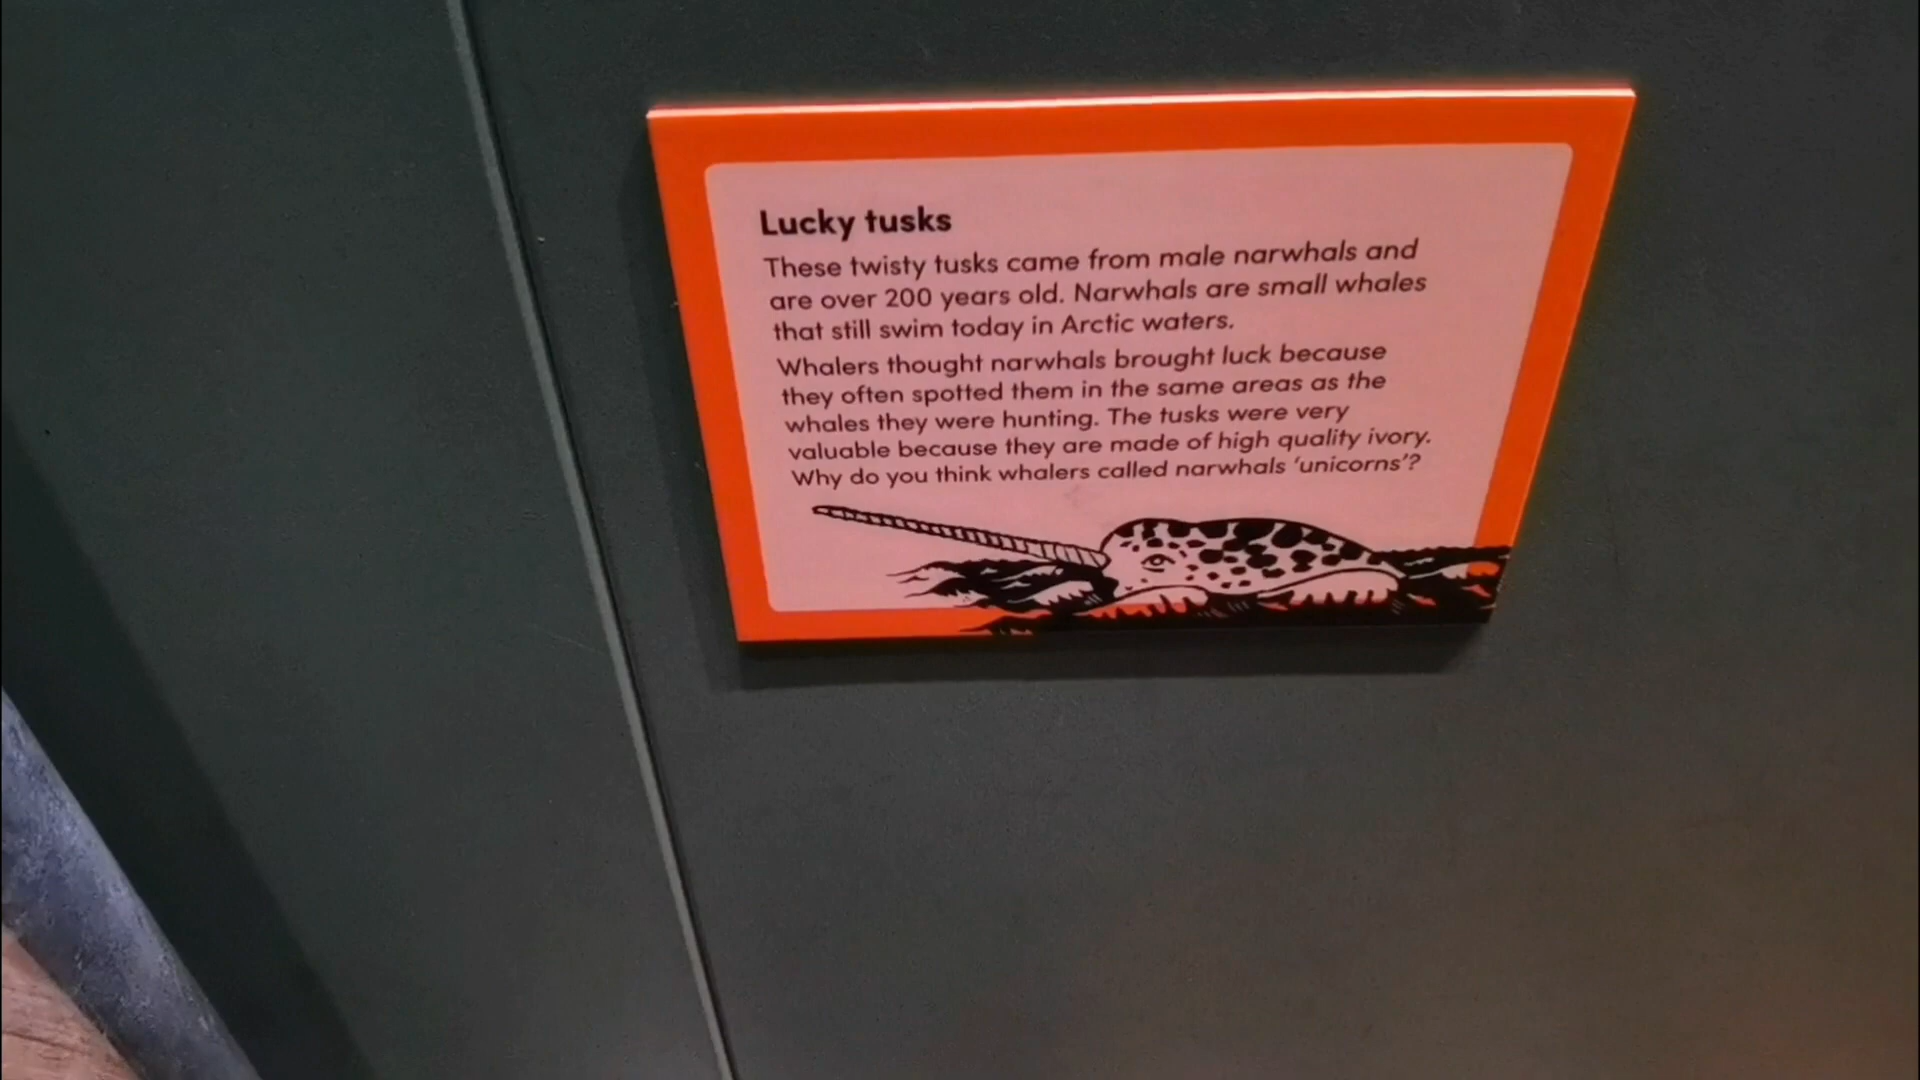 Lucky tusks
These twisty tusks came from male narwhals and
are over 200 years old. Narwhals are small whales
that still swim today in Arctic waters.
Whalers thought narwhals brought luck because
they often spotted them in the same areas as the
whales they were hunting. The tusks were very
valuable because they are made of high quality ivory.
Why do you think whalers called narwhals ‘unicorns’?